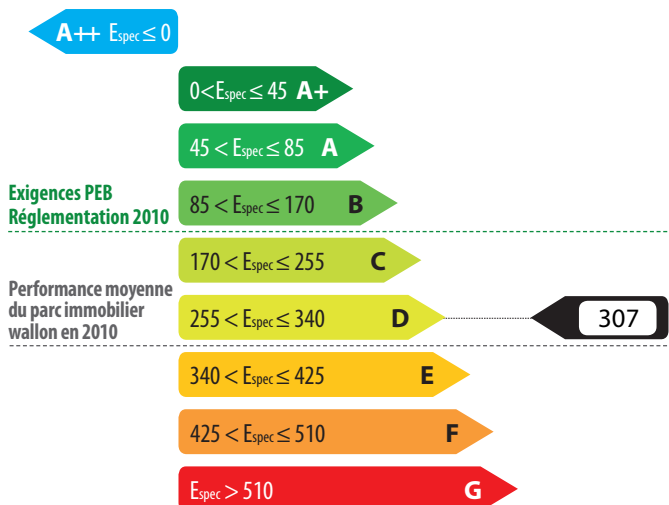 A++ Espec ≤ 0
0<Espec ≤ 45 A+
45 < Espec ≤ 85 A
Exigences PEB
Réglementation 2010
85 < Espec ≤ 170 B
170 < Espec ≤ 255 C
Performance moyenne
du parc immobilier
wallon en 2010
255 < Espec ≤ 340 D
307
340 < Espec ≤ 425 E
425 < Espec ≤ 510 F
Espec > 510 G